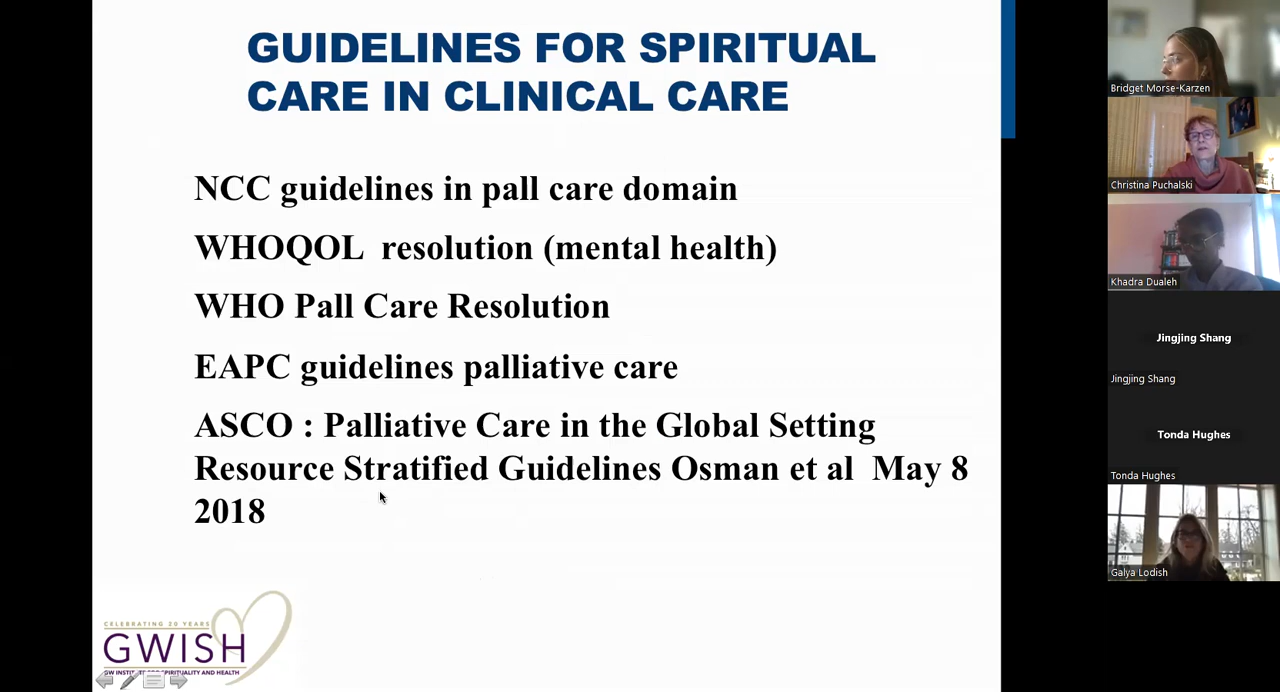 GUIDELINES FOR SPIRITUAL
CARE IN CLINICAL CARE
NCC guidelines in pall care domain
WHOQOL resolution (mental health)
WHO Pall Care Resolution
EAPC guidelines palliative care
ASCO : Palliative Care in the Global Setting
Resource Stratified Guidelines Osman et al May 8
2018
CELEBRATING 20 YEARS
GWISH
GW INSTITUTE FOR SPIRITUALITY AND HEALTH
Bridget Morse-Karzen
Christina Puchalski
Khadra Dualeh
Jingjing Shang
Jingjing Shang
Tonda Hughes
Tonda Hughes
Galya Lodish